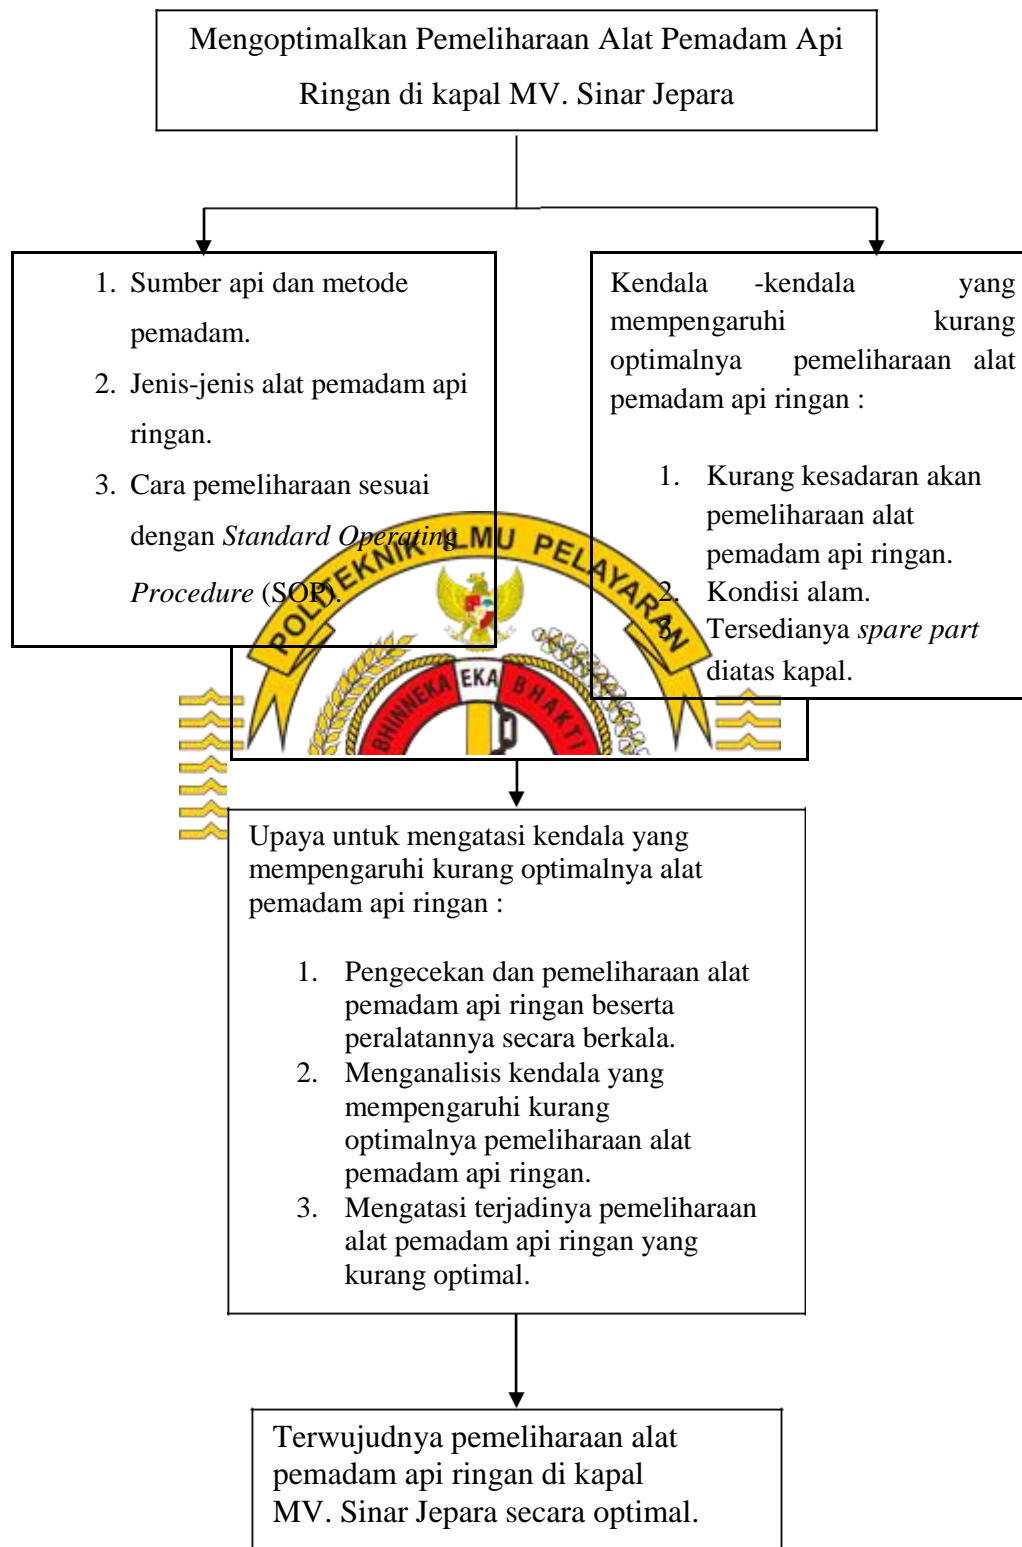 Mengoptimalkan Pemeliharaan Alat Pemadam Api
Ringan di kapal MV. Sinar Jepara
1. Sumber api dan metode
pemadam.
2. Jenis-jenis alat pemadam api
ringan.
3. Cara pemeliharaan sesuai
dengan Standard Operating
Procedure (SOP).
Kendala -kendala yang
mempengaruhi kurang
optimalnya pemeliharaan alat
pemadam api ringan :
1. Kurang kesadaran akan
pemeliharaan alat
pemadam api ringan.
2. Kondisi alam.
3. Tersedianya spare part
diatas kapal.
POLITEKNIK ILMU PELAYARAN
BHINNEKA EKA BHAKTI
Upaya untuk mengatasi kendala yang
mempengaruhi kurang optimalnya alat
pemadam api ringan :
1. Pengecekan dan pemeliharaan alat
pemadam api ringan beserta
peralatannya secara berkala.
2. Menganalisis kendala yang
mempengaruhi kurang
optimalnya pemeliharaan alat
pemadam api ringan.
3. Mengatasi terjadinya pemeliharaan
alat pemadam api ringan yang
kurang optimal.
Terwujudnya pemeliharaan alat
pemadam api ringan di kapal
MV. Sinar Jepara secara optimal.